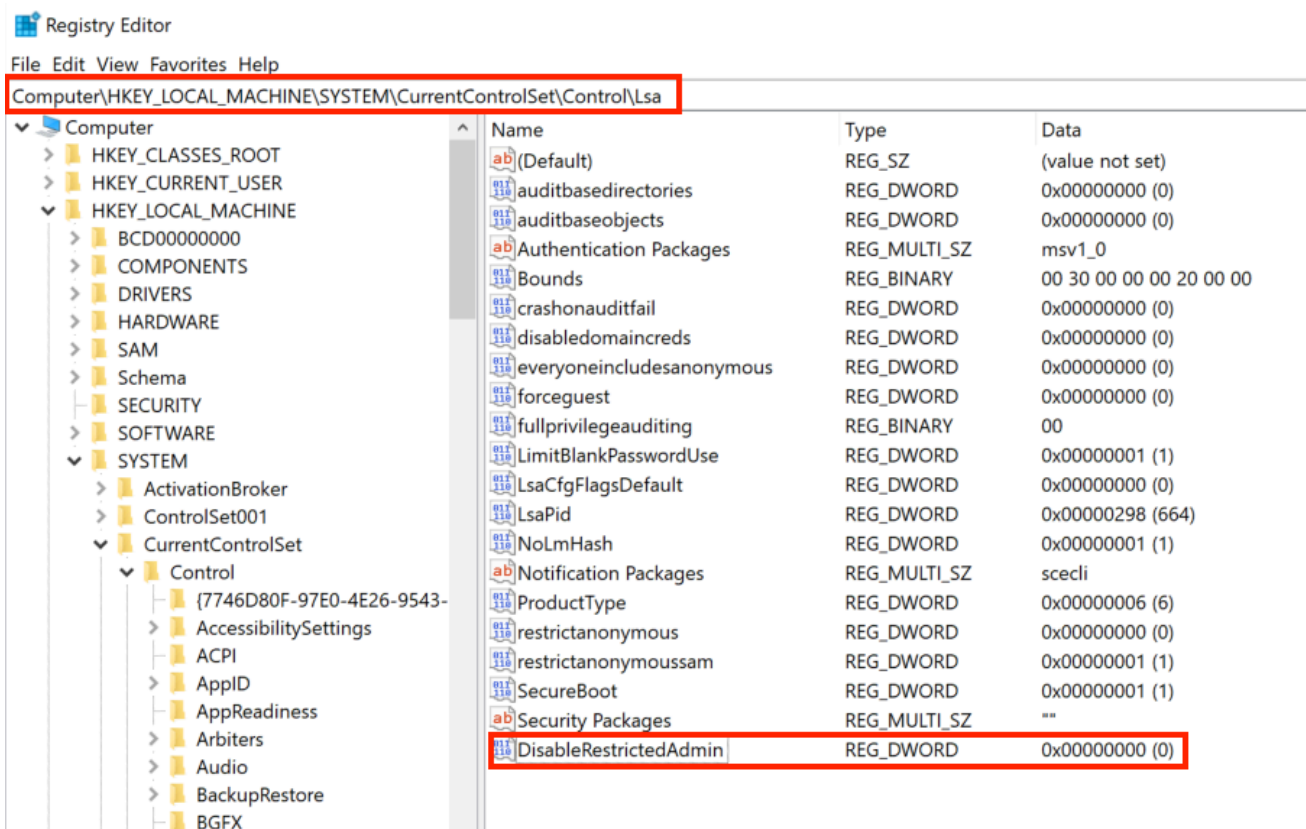 Registry Editor
File Edit View Favorites Help
Computer\HKEY_LOCAL_MACHINE\SYSTEM\CurrentControlSet\Control\Lsa
Computer
HKEY_CLASSES_ROOT
HKEY_CURRENT_USER
HKEY_LOCAL_MACHINE
BCD00000000
COMPONENTS
DRIVERS
HARDWARE
SAM
Schema
SECURITY
SOFTWARE
SYSTEM
ActivationBroker
ControlSet001
CurrentControlSet
Control
{7746D80F-97E0-4E26-9543-
AccessibilitySettings
ACPI
AppID
AppReadiness
Arbiters
Audio
BackupRestore
BGFX
Name Type Data
(Default) REG_SZ (value not set)
auditbasedirectories REG_DWORD 0x00000000 (0)
auditbaseobjects REG_DWORD 0x00000000 (0)
Authentication Packages REG_MULTI_SZ msv1_0
Bounds REG_BINARY 00 30 00 00 00 20 00 00
crashonauditfail REG_DWORD 0x00000000 (0)
disabledomaincreds REG_DWORD 0x00000000 (0)
everyoneincludesanonymous REG_DWORD 0x00000000 (0)
forceguest REG_DWORD 0x00000000 (0)
fullprivilegeauditing REG_BINARY 00
LimitBlankPasswordUse REG_DWORD 0x00000001 (1)
LsaCfgFlagsDefault REG_DWORD 0x00000000 (0)
LsaPid REG_DWORD 0x00000298 (664)
NoLmHash REG_DWORD 0x00000001 (1)
Notification Packages REG_MULTI_SZ scecli
ProductType REG_DWORD 0x00000006 (6)
restrictanonymous REG_DWORD 0x00000000 (0)
restrictanonymoussam REG_DWORD 0x00000001 (1)
SecureBoot REG_DWORD 0x00000001 (1)
Security Packages REG_MULTI_SZ ""
DisableRestrictedAdmin REG_DWORD 0x00000000 (0)